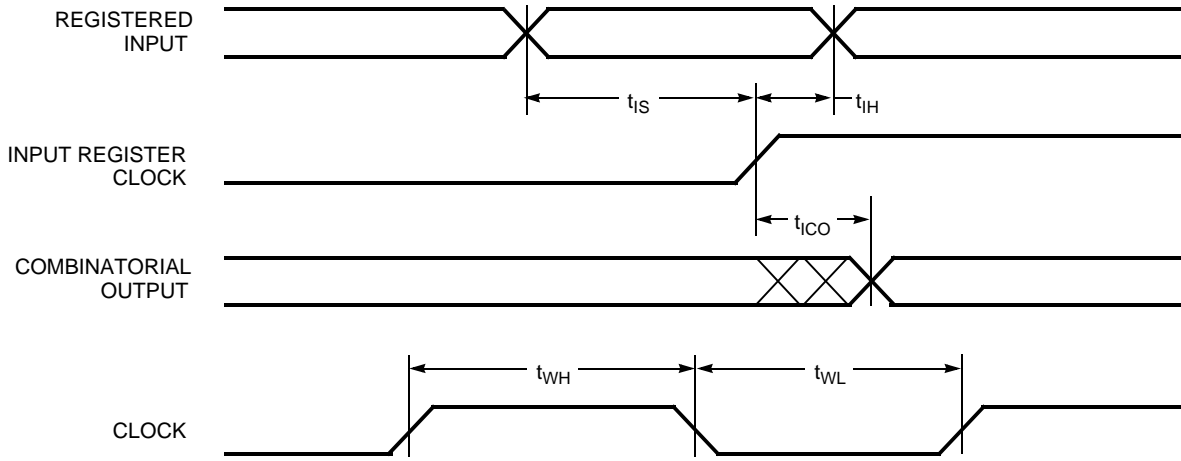 REGISTERED
INPUT
tIS
tIH
INPUT REGISTER
CLOCK
tICO
COMBINATORIAL
OUTPUT
tWH
tWL
CLOCK